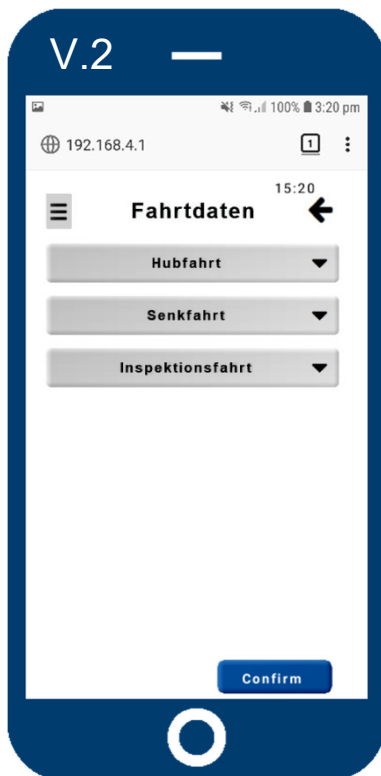 V.2
100% 3:20 pm
192.168.4.1
1
15:20
Fahrtdaten
Hubfahrt
Senkfahrt
Inspektionsfahrt
Confirm